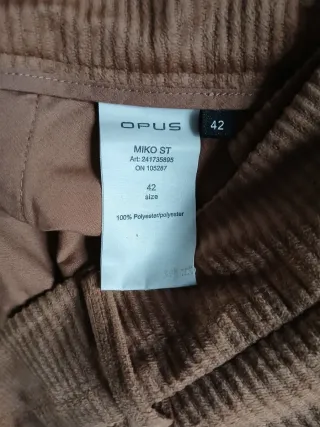 OPUS
42
MIKO ST
Art: 241735895
ON 105287
42
size
100% Polyester/polyester